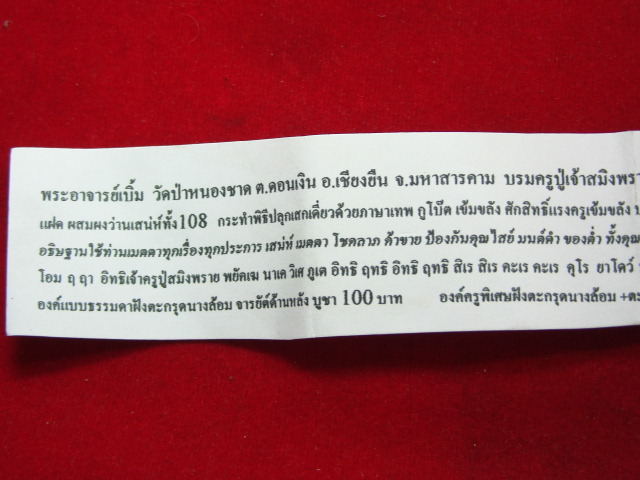 พระอาจารย์เบิ้ม วัดป่าหนองชาด ต.ดอนเงิน อ.เชียงยืน จ.มหาสารคาม บรมครูปู่เจ้าสมิงพรา
แฝด ผสมผงว่านเสน่ห์ทั้ง108 กระทำพิธีปลุกเสกเดี่ยวด้วยภาษาเทพ ถูโบ๊ต เข้มขลัง ศักสิทธิ์แรงครูเข้มขลัง
อธิษฐานใช้ท่านเมตตาทุกเรื่องทุกประการ เสน่ห์ เมตตา โชคลาภ ค้าขาย ป้องกันคุณไสย์ มนต์ดำ ของต่ำ ทั้งคุณ
โอม ฤ ฤา อิทธิเจ้าครูปู่สมิงพราย พยัคเฆ นาเค วิเศ ภูเต อิทธิ ฤทธิ อิทธิ ฤทธิ สิเร สิเร คะเร คะเร คุโร ยาโตว์
องค์แบบธรรมดาฝังตะกรุดนางล้อม จารยัต์ด้านหลัง บูชา 100 บาท องค์ครูพิเศษฝังตะกรุดนางล้อม +ตะ